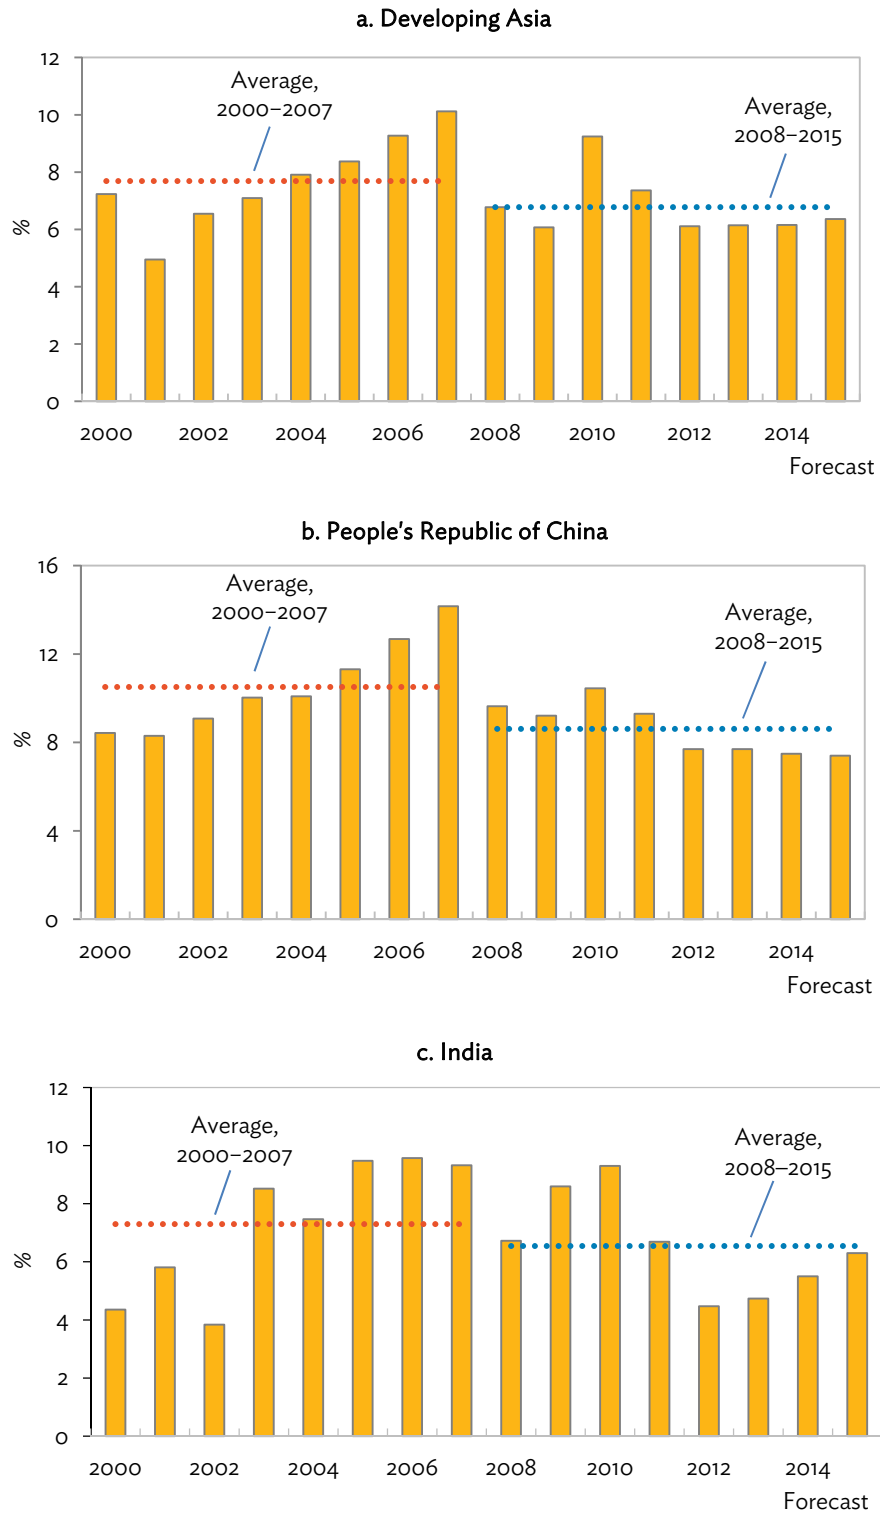 a. Developing Asia
12
10
8
6
4
2
0
%
Average,
2000–2007
Average,
2008–2015
2000 2002 2004 2006 2008 2010 2012 2014
Forecast
b. People's Republic of China
16
12
8
4
0
%
Average,
2000–2007
Average,
2008–2015
2000 2002 2004 2006 2008 2010 2012 2014
Forecast
c. India
12
10
8
6
4
2
0
%
Average,
2000–2007
Average,
2008–2015
2000 2002 2004 2006 2008 2010 2012 2014
Forecast